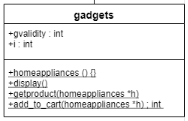 gadgets
+gvalidity : int
+i : int
+homeappliances () {}
+display()
+getproduct(homeappliances *h)
+add_to_cart(homeappliances *h) ; int